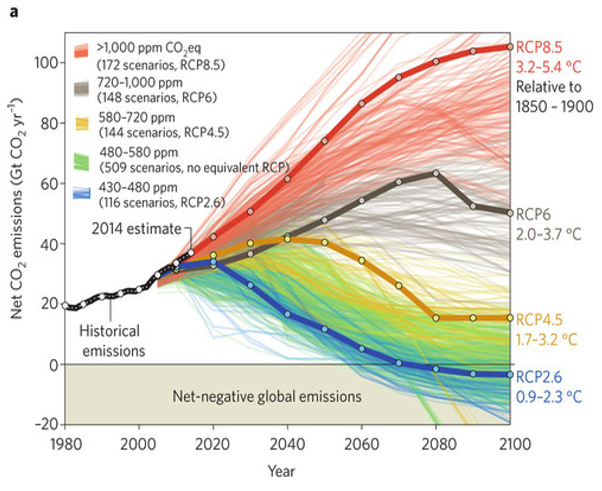 a
>1,000 ppm CO₂eq
(172 scenarios, RCP8.5)
720–1,000 ppm
(148 scenarios, RCP6)
580–720 ppm
(144 scenarios, RCP4.5)
480–580 ppm
(509 scenarios, no equivalent RCP)
430–480 ppm
(116 scenarios, RCP2.6)
2014 estimate
Historical
emissions
Net-negative global emissions
RCP8.5
3.2–5.4 °C
Relative to
1850 - 1900
RCP6
2.0–3.7 °C
RCP4.5
1.7–3.2 °C
RCP2.6
0.9–2.3 °C
Net CO₂ emissions (Gt CO₂ yr⁻¹)
100
80
60
40
20
0
–20
1980 2000 2020 2040 2060 2080 2100
Year